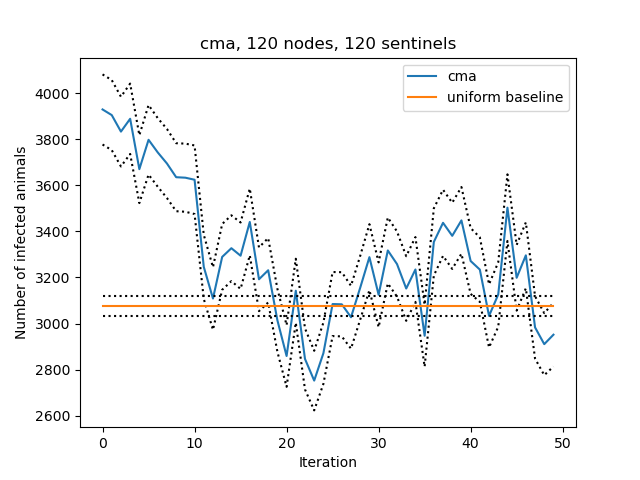 cma, 120 nodes, 120 sentinels
cma
uniform baseline
Number of infected animals
4000
3800
3600
3400
3200
3000
2800
2600
0 10 20 30 40 50
Iteration